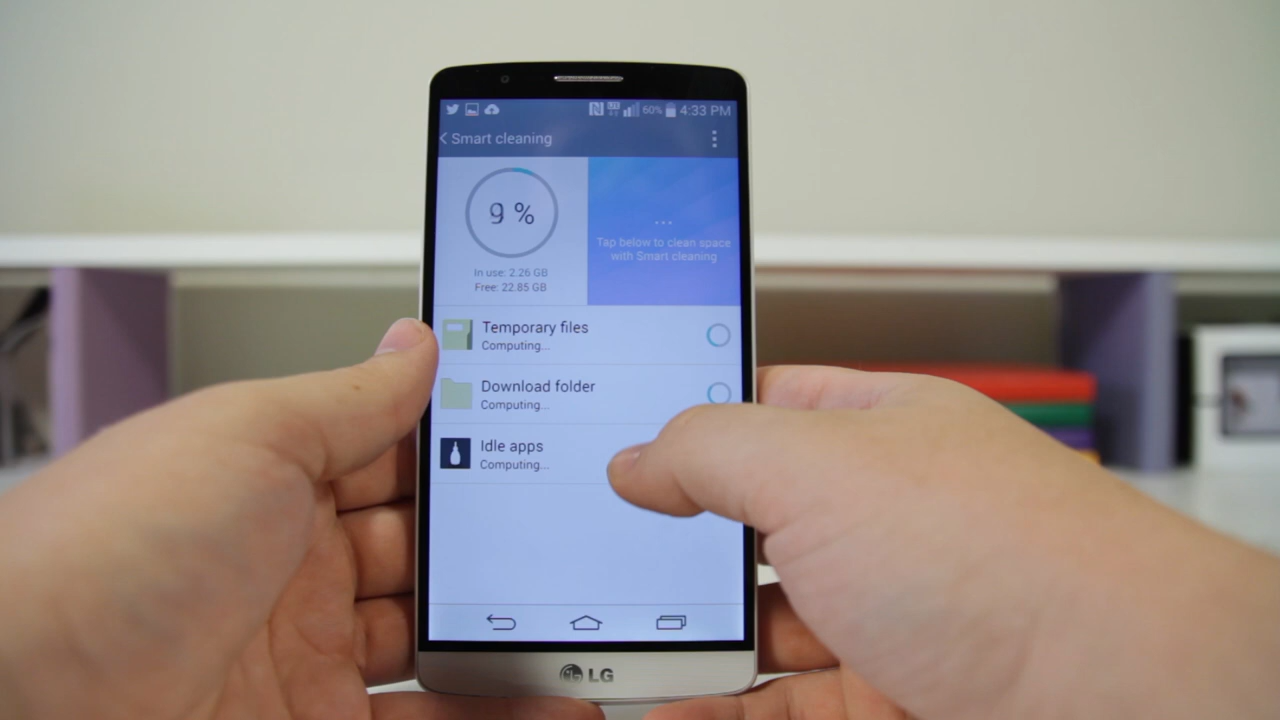 60% 4:33 PM
Smart cleaning
9 %
In use: 2.26 GB
Free: 22.85 GB
...
Tap below to clean space
with Smart cleaning
Temporary files
Computing...
Download folder
Computing...
Idle apps
Computing...
LG